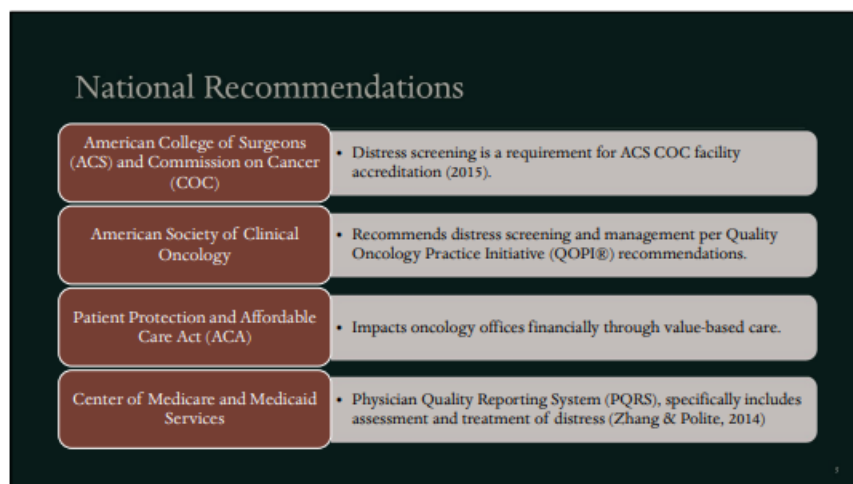 National Recommendations
American College of Surgeons
(ACS) and Commission on Cancer
(COC)
• Distress screening is a requirement for ACS COC facility
accreditation (2015).
American Society of Clinical
Oncology
• Recommends distress screening and management per Quality
Oncology Practice Initiative (QOPI®) recommendations.
Patient Protection and Affordable
Care Act (ACA)
• Impacts oncology offices financially through value-based care.
Center of Medicare and Medicaid
Services
• Physician Quality Reporting System (PQRS), specifically includes
assessment and treatment of distress (Zhang & Polite, 2014)